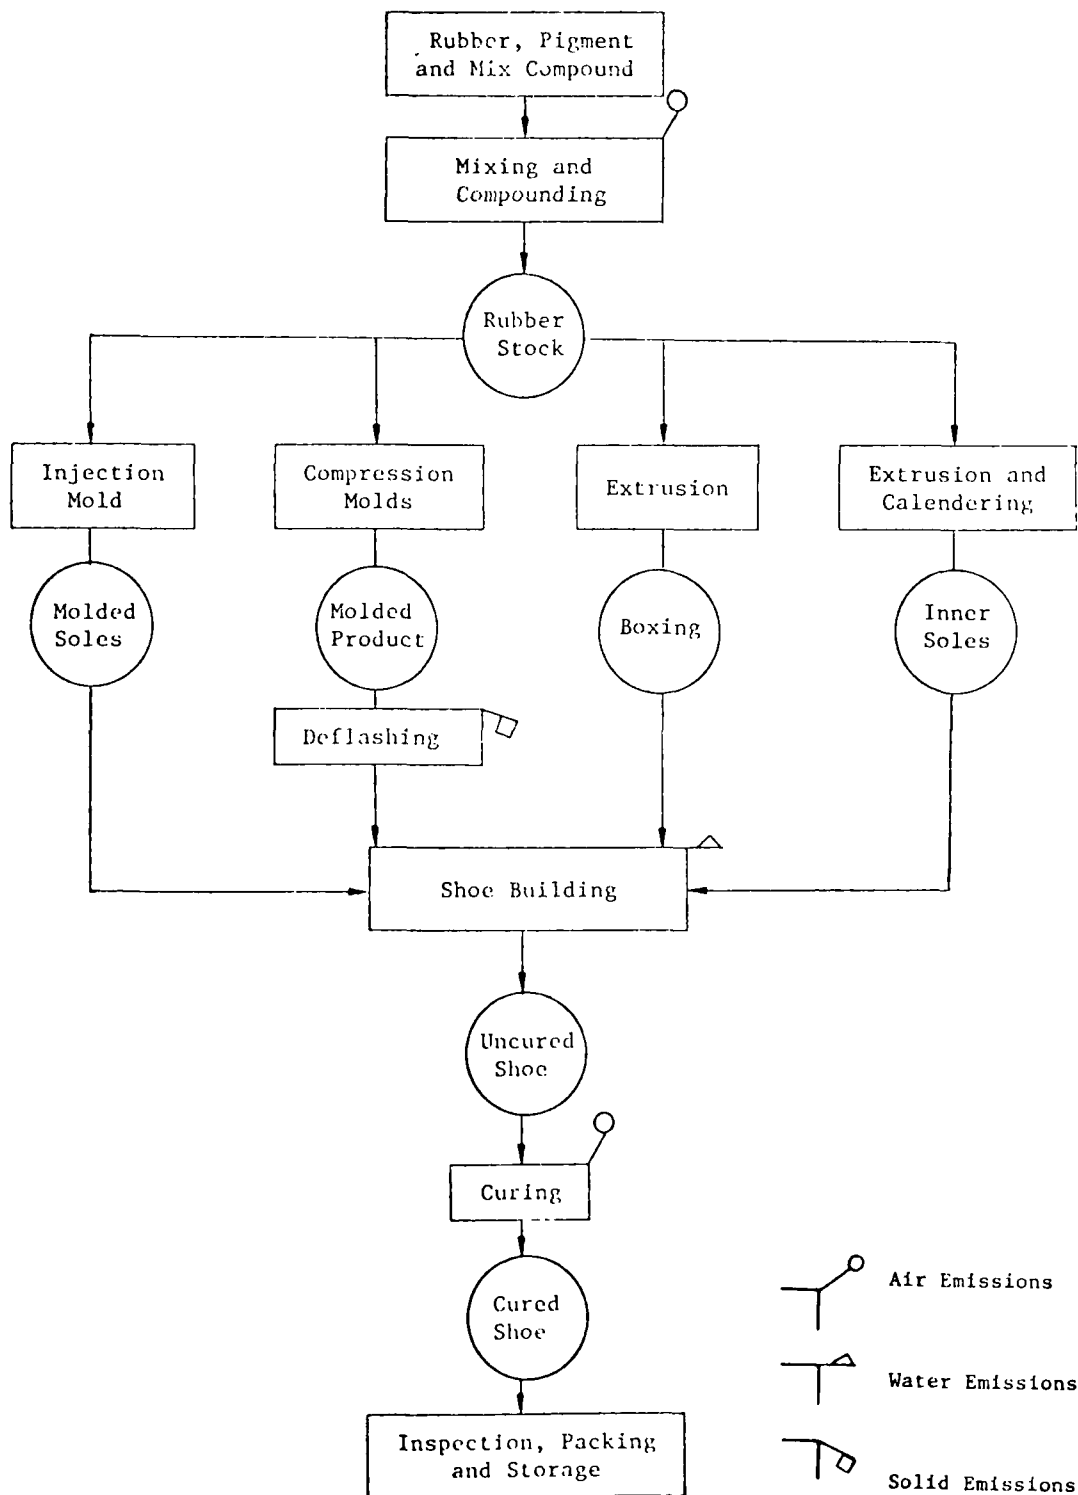 Rubber, Pigment
and Mix Compound
Mixing and
Compounding
Rubber
Stock
Injection
Mold
Compression
Molds
Extrusion
Extrusion and
Calendering
Molded
Soles
Molded
Product
Boxing
Inner
Soles
Deflashing
Shoe Building
Uncured
Shoe
Curing
Cured
Shoe
Inspection, Packing
and Storage
Air Emissions
Water Emissions
Solid Emissions